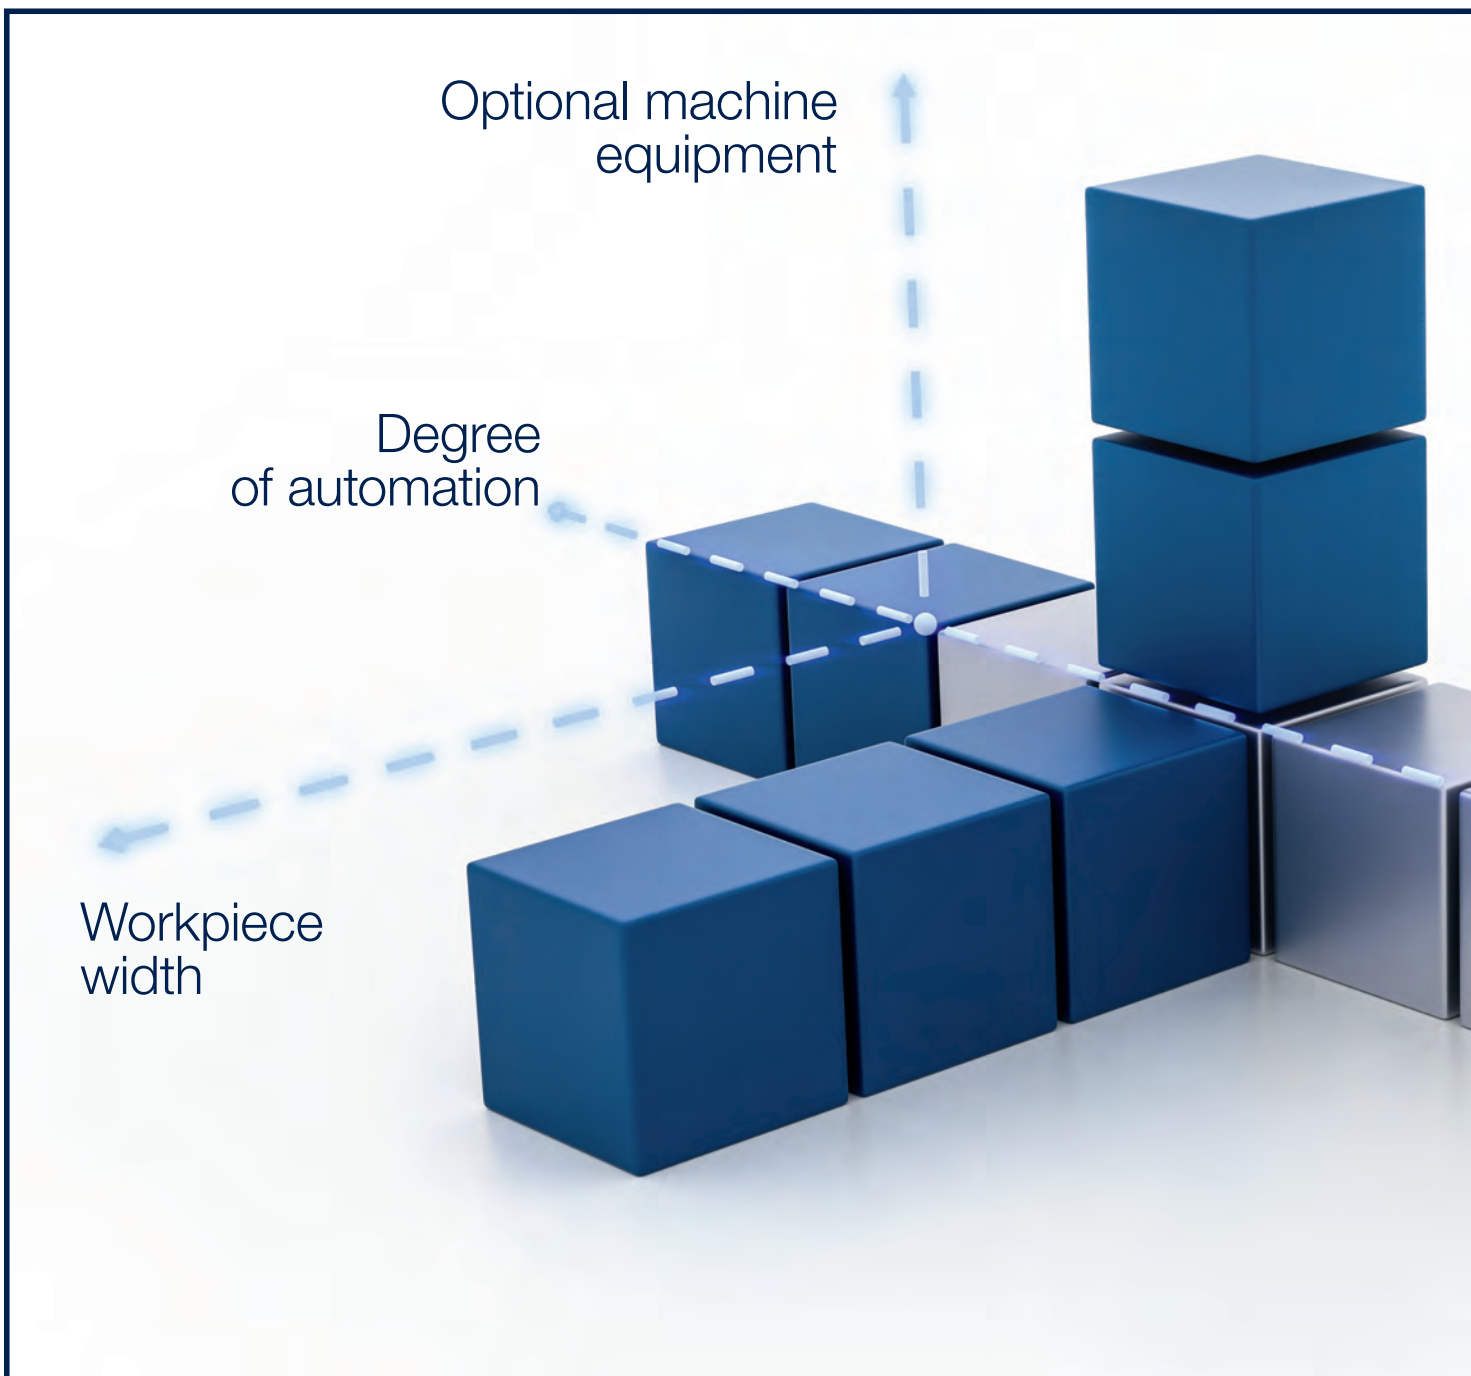 Optional machine
equipment
Degree
of automation
Workpiece
width